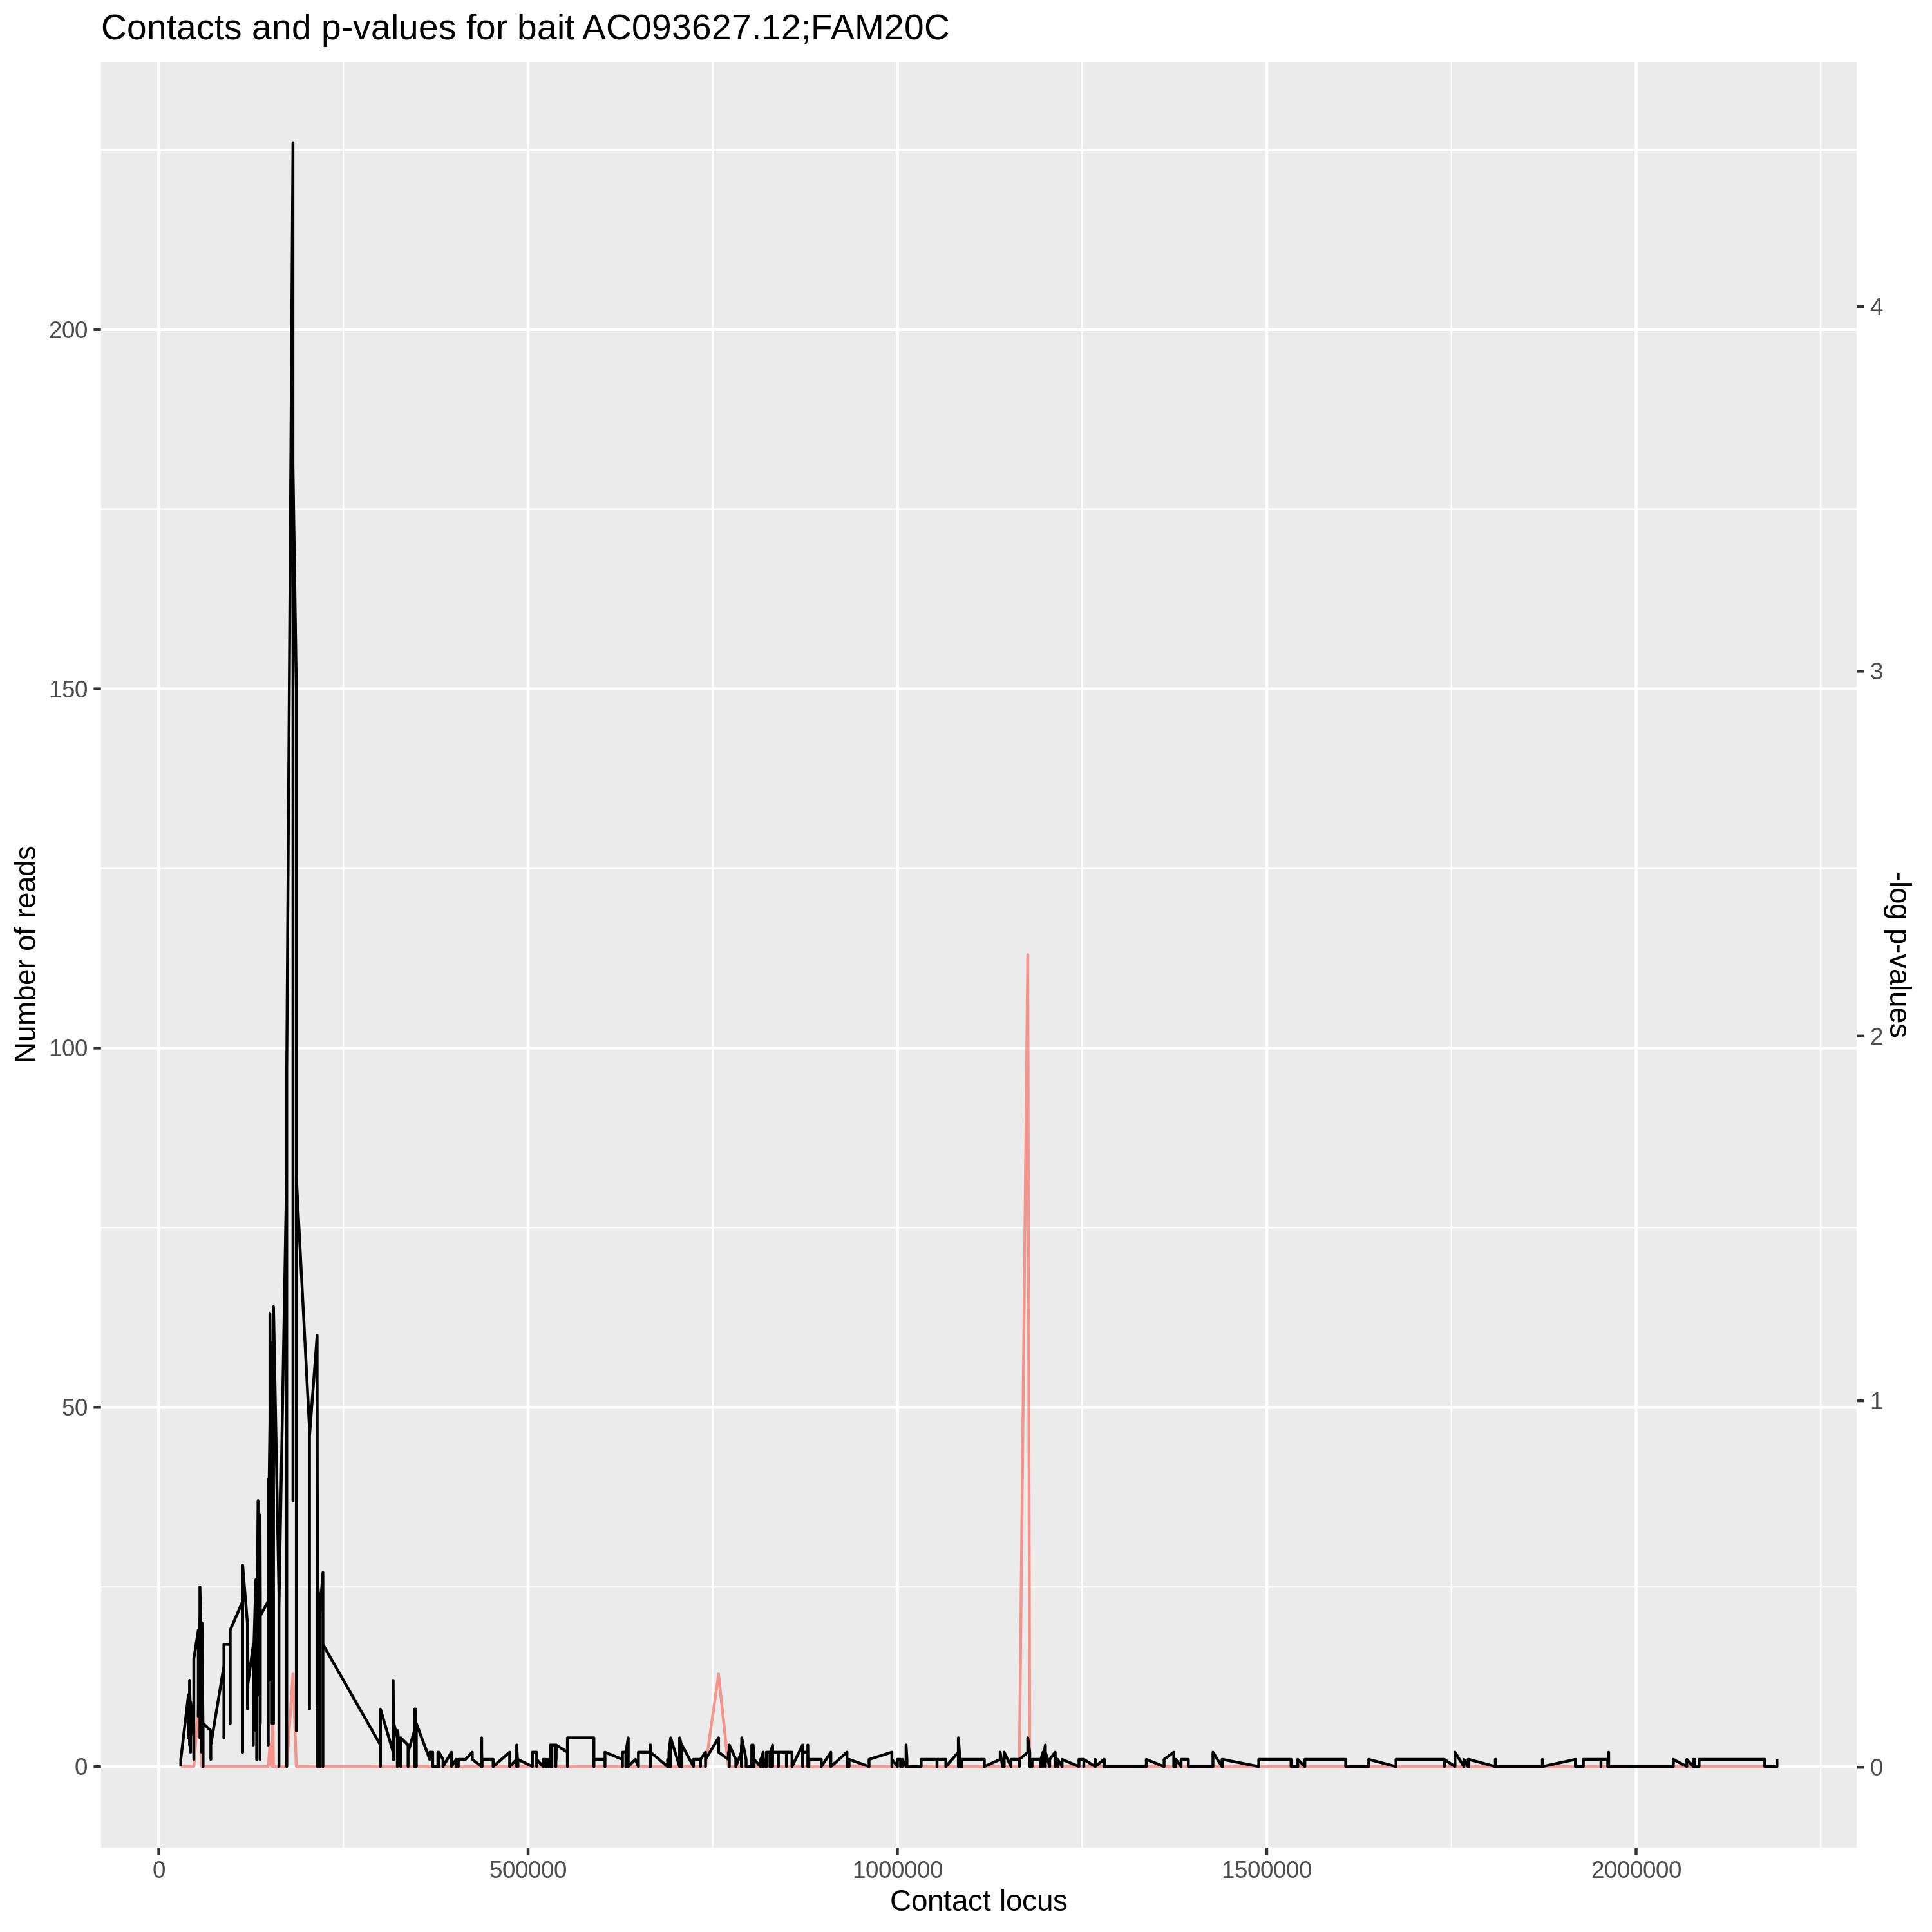 Contacts and p-values for bait AC093627.12;FAM20C
Number of reads
200
150
100
50
0
4
3
2
1
0
-log p-values
0 500000 1000000 1500000 2000000
Contact locus